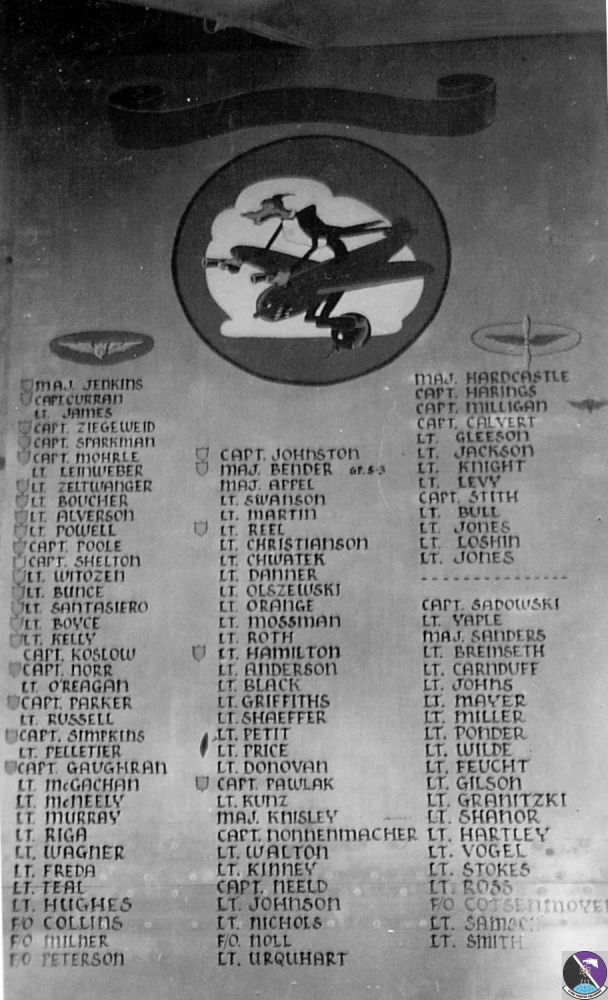 MAJ. JENKINS
CAPT. CURRAN
LT. JAMES
CAPT. ZIEGEWEID
CAPT. SPARKMAN
CAPT. MOHRLE
LT. LEINWEBER
LT. ZELTWANGER
LT. BOUCHER
LT. ALVERSON
LT. POWELL
CAPT. POOLE
CAPT. SHELTON
LT. WITOZEN
LT. BUNCE
LT. SANTASIERO
LT. BOYCE
LT. KELLY
CAPT. KOSLOW
CAPT. NORR
LT. O'REAGAN
CAPT. PARKER
LT. RUSSELL
CAPT. SIMPKINS
LT. PELLETIER
CAPT. GAUGHRAN
LT. McGACHAN
LT. McNEELY
LT. MURRAY
LT. RIGA
LT. WAGNER
LT. FREDA
LT. TEAL
LT. HUGHES
F/O COLLINS
F/O MILNER
F/O PETERSON
CAPT. JOHNSTON
MAJ. BENDER GP. S-3
MAJ. APPEL
LT. SWANSON
LT. MARTIN
LT. REEL
LT. CHRISTIANSON
LT. CHWATEK
LT. DANNER
LT. OLSZEWSKI
LT. ORANGE
LT. MOSSMAN
LT. ROTH
LT. HAMILTON
LT. ANDERSON
LT. BLACK
LT. GRIFFITHS
LT. SHAEFFER
LT. PETIT
LT. PRICE
LT. DONOVAN
CAPT. PAWLAK
LT. KUNZ
MAJ. KNISLEY
CAPT. NONNENMACHER
LT. WALTON
LT. KINNEY
CAPT. NEELD
LT. JOHNSON
LT. NICHOLS
F/O. NOLL
LT. URQUHART
MAJ. HARDCASTLE
CAPT. HARINGS
CAPT. MILLIGAN
CAPT. CALVERT
LT. GLEESON
LT. JACKSON
LT. KNIGHT
LT. LEVY
CAPT. STITH
LT. BULL
LT. JONES
LT. LOSHIN
LT. JONES
CAPT. SADOWSKI
LT. YAPLE
MAJ. SANDERS
LT. BREMSETH
LT. CARNDUFF
LT. JOHNS
LT. MAYER
LT. MILLER
LT. PONDER
LT. WILDE
LT. FEUCHT
LT. GILSON
LT. GRANITZKI
LT. SHANOR
LT. HARTLEY
LT. VOGEL
LT. STOKES
LT. ROSS
F/O COTSENMOYER
LT. SAMSON
LT. SMITH